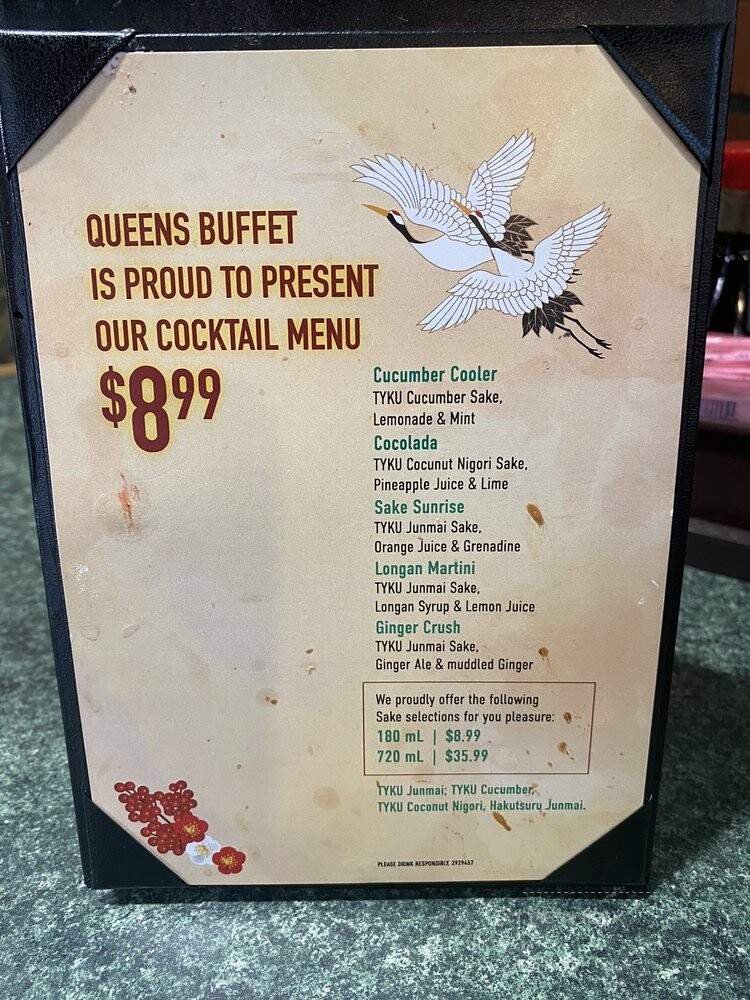 QUEENS BUFFET
IS PROUD TO PRESENT
OUR COCKTAIL MENU
$899
Cucumber Cooler
TYKU Cucumber Sake,
Lemonade & Mint
Cocolada
TYKU Cocunut Nigori Sake,
Pineapple Juice & Lime
Sake Sunrise
TYKU Junmai Sake,
Orange Juice & Grenadine
Longan Martini
TYKU Junmai Sake,
Longan Syrup & Lemon Juice
Ginger Crush
TYKU Junmai Sake,
Ginger Ale & muddled Ginger
We proudly offer the following
Sake selections for you pleasure:
180 mL | $8.99
720 mL | $35.99
TYKU Junmai; TYKU Cucumber.
TYKU Coconut Nigori, Hakutsuru Junmai.
PLEASE DRINK RESPONSIBLY. 2929457